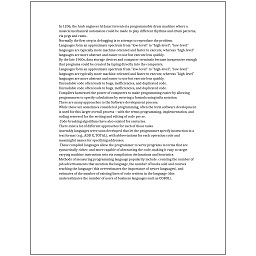 In 1206, the Arab engineer Al-Jazari invented a programmable drum machine where a
musical mechanical automaton could be made to play different rhythms and drum patterns,
via pegs and cams.
Normally the first step in debugging is to attempt to reproduce the problem.
Languages form an approximate spectrum from "low-level" to "high-level"; "low-level"
languages are typically more machine-oriented and faster to execute, whereas "high-level"
languages are more abstract and easier to use but execute less quickly.
By the late 1960s, data storage devices and computer terminals became inexpensive enough
that programs could be created by typing directly into the computers.
Languages form an approximate spectrum from "low-level" to "high-level"; "low-level"
languages are typically more machine-oriented and faster to execute, whereas "high-level"
languages are more abstract and easier to use but execute less quickly.
Unreadable code often leads to bugs, inefficiencies, and duplicated code.
Unreadable code often leads to bugs, inefficiencies, and duplicated code.
Compilers harnessed the power of computers to make programming easier by allowing
programmers to specify calculations by entering a formula using infix notation.
There are many approaches to the Software development process.
While these are sometimes considered programming, often the term software development
is used for this larger overall process – with the terms programming, implementation, and
coding reserved for the writing and editing of code per se.
Code-breaking algorithms have also existed for centuries.
There exist a lot of different approaches for each of those tasks.
Assembly languages were soon developed that let the programmer specify instruction in a
text format (e.g., ADD X, TOTAL), with abbreviations for each operation code and
meaningful names for specifying addresses.
These compiled languages allow the programmer to write programs in terms that are
syntactically richer, and more capable of abstracting the code, making it easy to target
varying machine instruction sets via compilation declarations and heuristics.
Methods of measuring programming language popularity include: counting the number of
job advertisements that mention the language, the number of books sold and courses
teaching the language (this overestimates the importance of newer languages), and
estimates of the number of existing lines of code written in the language (this
underestimates the number of users of business languages such as COBOL).